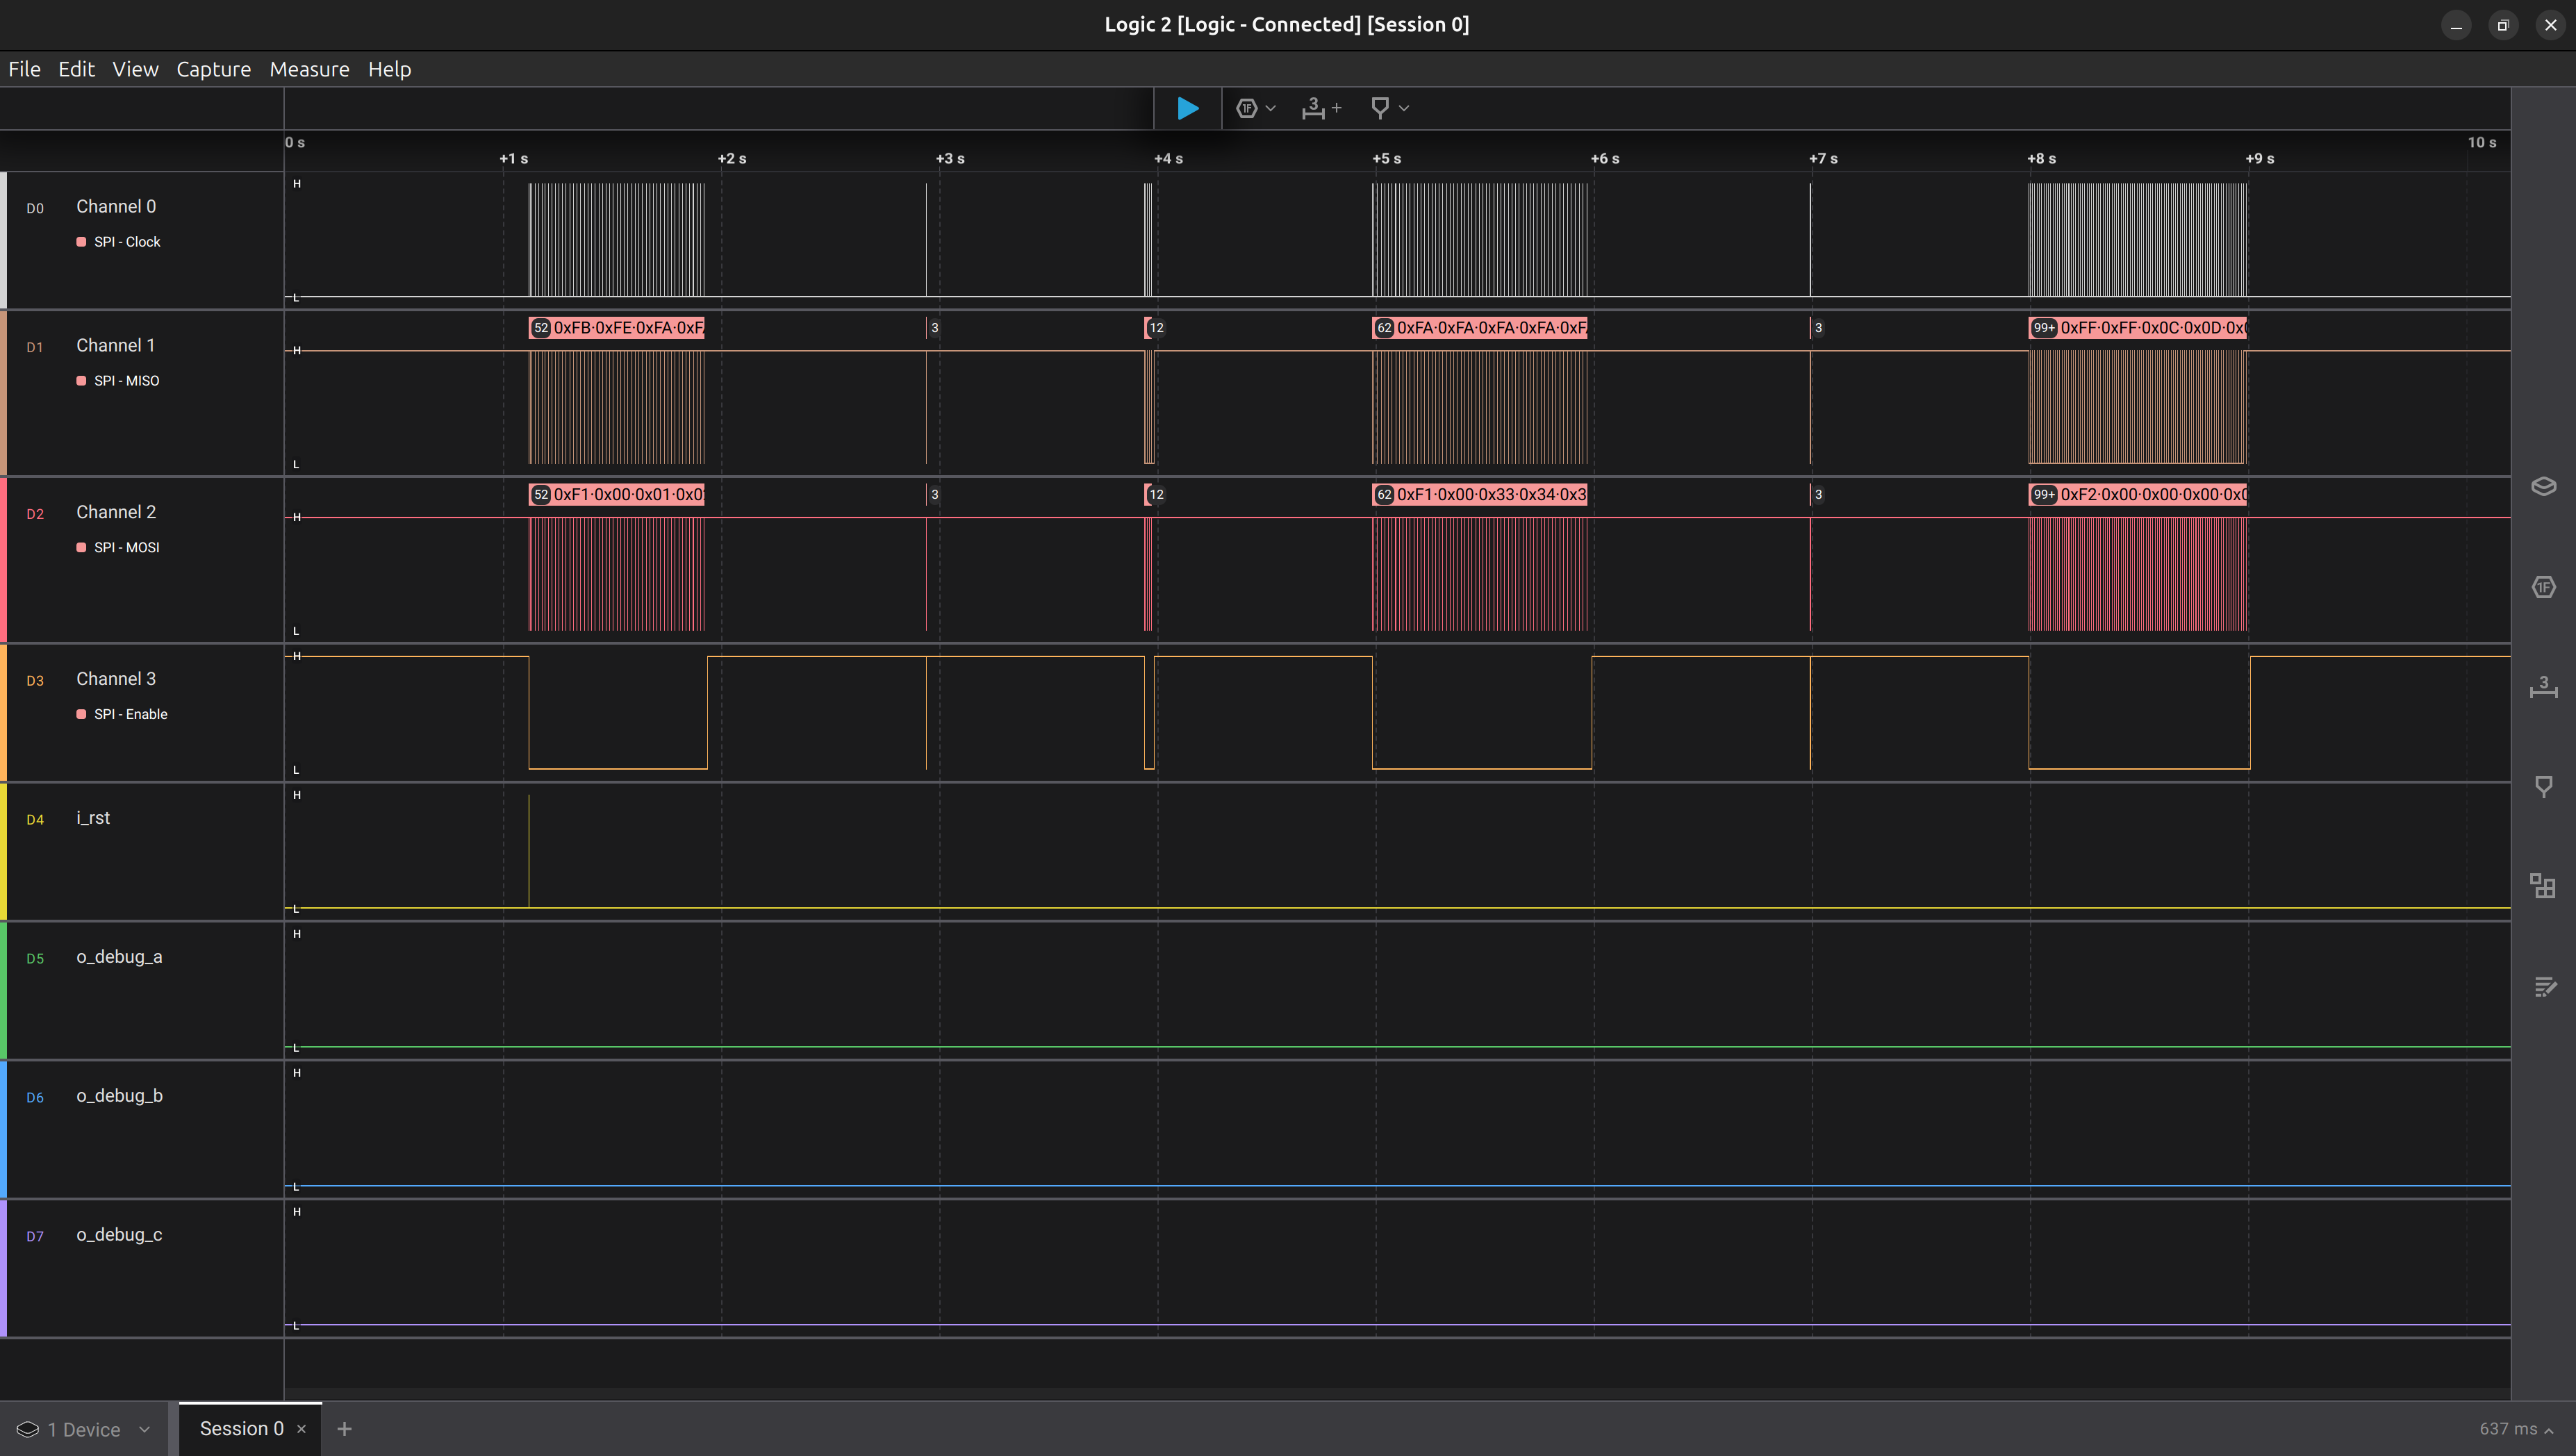 Logic 2 [Logic - Connected] [Session 0]
File Edit View Capture Measure Help
1F 3 +
0 s 10 s
+1 s +2 s +3 s +4 s +5 s +6 s +7 s +8 s +9 s
D0 Channel 0 H
SPI - Clock
L
52 0xFB·0xFE·0xFA·0xF 3 12 62 0xFA·0xFA·0xFA·0xFA·0xF 3 99+ 0xFF·0xFF·0x0C·0x0D·0x
D1 Channel 1 H
SPI - MISO
L
52 0xF1·0x00·0x01·0x0 3 12 62 0xF1·0x00·0x33·0x34·0x3 3 99+ 0xF2·0x00·0x00·0x00·0x
D2 Channel 2 H
SPI - MOSI
L
H
D3 Channel 3
SPI - Enable
L
H
D4 i_rst
L
H
D5 o_debug_a
L
H
D6 o_debug_b
L
H
D7 o_debug_c
L
1F
3
1 Device Session 0 × + 637 ms